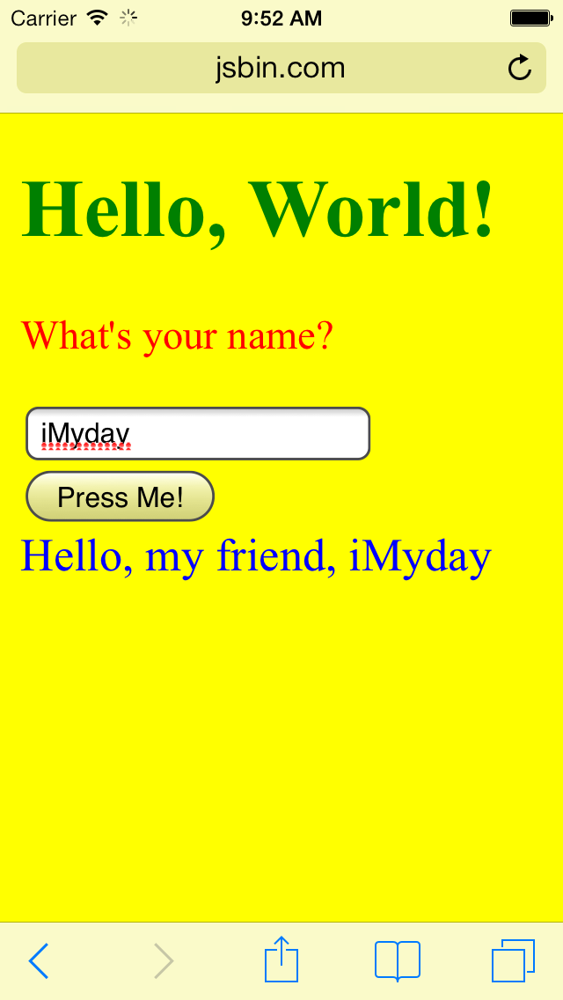 Carrier 9:52 AM
jsbin.com
Hello, World!
What's your name?
iMyday
Press Me!
Hello, my friend, iMyday